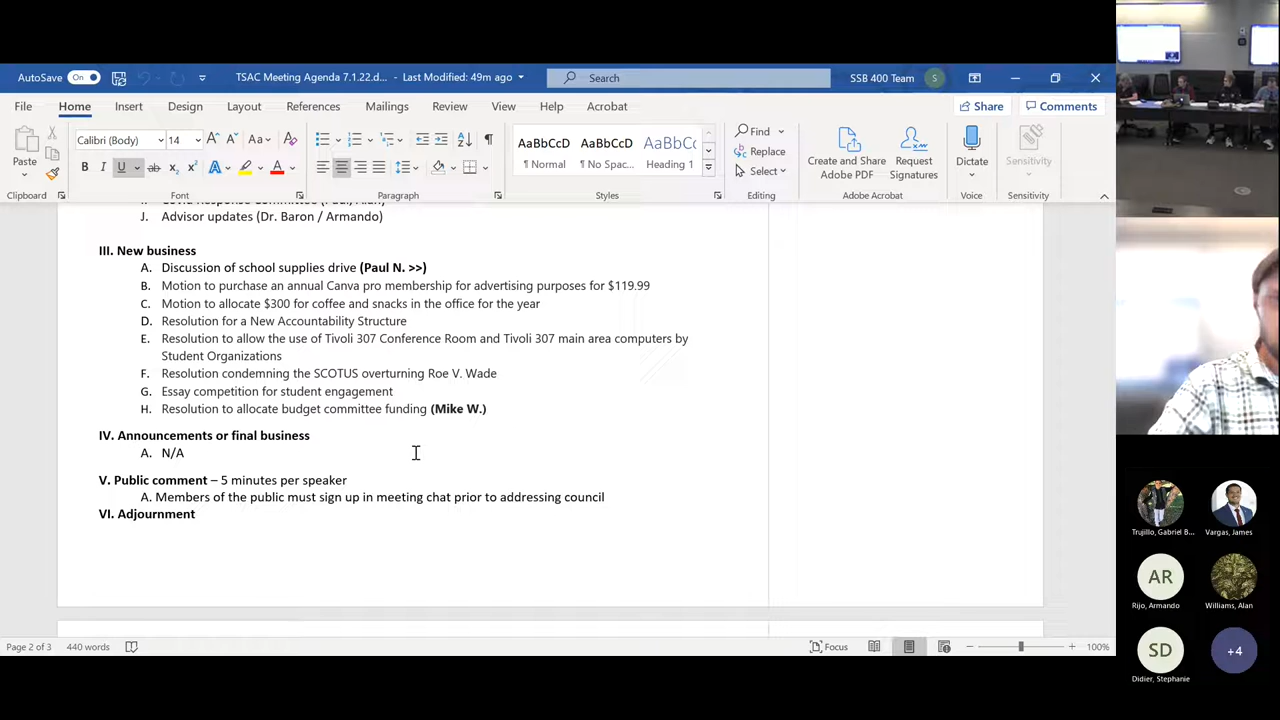 AutoSave On TSAC Meeting Agenda 7.1.22.d... - Last Modified: 49m ago Search SSB 400 Team S
File Home Insert Design Layout References Mailings Review View Help Acrobat Share Comments
Calibri (Body) 14 Aa A AaBbCcD AaBbCcD AaBbCc Find
Paste B I U ab x₂ x² A A ¶ Normal ¶ No Spac... Heading 1 Replace Select
Create and Share Adobe PDF Request Signatures Dictate Sensitivity
Clipboard Font Paragraph Styles Editing Adobe Acrobat Voice Sensitivity
J. Advisor updates (Dr. Baron / Armando)
III. New business
A. Discussion of school supplies drive (Paul N. >>)
B. Motion to purchase an annual Canva pro membership for advertising purposes for $119.99
C. Motion to allocate $300 for coffee and snacks in the office for the year
D. Resolution for a New Accountability Structure
E. Resolution to allow the use of Tivoli 307 Conference Room and Tivoli 307 main area computers by
Student Organizations
F. Resolution condemning the SCOTUS overturning Roe V. Wade
G. Essay competition for student engagement
H. Resolution to allocate budget committee funding (Mike W.)
IV. Announcements or final business
A. N/A
V. Public comment – 5 minutes per speaker
A. Members of the public must sign up in meeting chat prior to addressing council
VI. Adjournment
Page 2 of 3 440 words Focus 100%
Trujillo, Gabriel B... Vargas, James
AR
Rijo, Armando Williams, Alan
SD +4
Didier, Stephanie